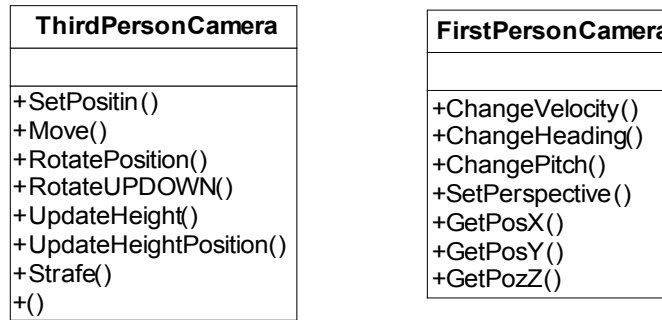 ThirdPersonCamera
+SetPositin()
+Move()
+RotatePosition()
+RotateUPDOWN()
+UpdateHeight()
+UpdateHeightPosition()
+Strafe()
+()
FirstPersonCamera
+ChangeVelocity()
+ChangeHeading()
+ChangePitch()
+SetPerspective()
+GetPosX()
+GetPosY()
+GetPozZ()